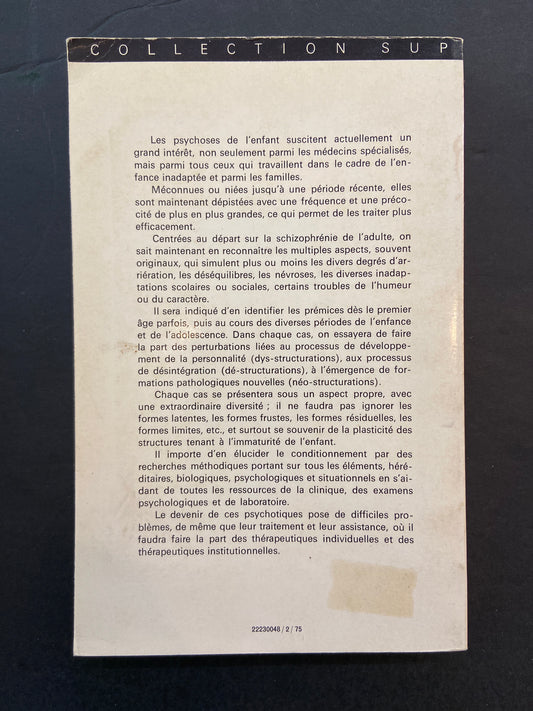 COLLECTION SUP
Les psychoses de l'enfant suscitent actuellement un
grand intérêt, non seulement parmi les médecins spécialisés,
mais parmi tous ceux qui travaillent dans le cadre de l'en-
fance inadaptée et parmi les familles.
Méconnues ou niées jusqu'à une période récente, elles
sont maintenant dépistées avec une fréquence et une préco-
cité de plus en plus grandes, ce qui permet de les traiter plus
efficacement.
Centrées au départ sur la schizophrénie de l'adulte, on
sait maintenant en reconnaître les multiples aspects, souvent
originaux, qui simulent plus ou moins les divers degrés d'ar-
riération, les déséquilibres, les névroses, les diverses inadap-
tations scolaires ou sociales, certains troubles de l'humeur
ou du caractère.
Il sera indiqué d'en identifier les prémices dès le premier
âge parfois, puis au cours des diverses périodes de l'enfance
et de l'adolescence. Dans chaque cas, on essayera de faire
la part des perturbations liées au processus de développe-
ment de la personnalité (dys-structurations), aux processus
de désintégration (dé-structurations), à l'émergence de for-
mations pathologiques nouvelles (néo-structurations).
Chaque cas se présentera sous un aspect propre, avec
une extraordinaire diversité ; il ne faudra pas ignorer les
formes latentes, les formes frustes, les formes résiduelles, les
formes limites, etc., et surtout se souvenir de la plasticité des
structures tenant à l'immaturité de l'enfant.
Il importe d'en élucider le conditionnement par des
recherches méthodiques portant sur tous les éléments, héré-
ditaires, biologiques, psychologiques et situationnels en s'ai-
dant de toutes les ressources de la clinique, des examens
psychologiques et de laboratoire.
Le devenir de ces psychotiques pose de difficiles pro-
blèmes, de même que leur traitement et leur assistance, où il
faudra faire la part des thérapeutiques individuelles et des
thérapeutiques institutionnelles.
22230048 / 2 / 75